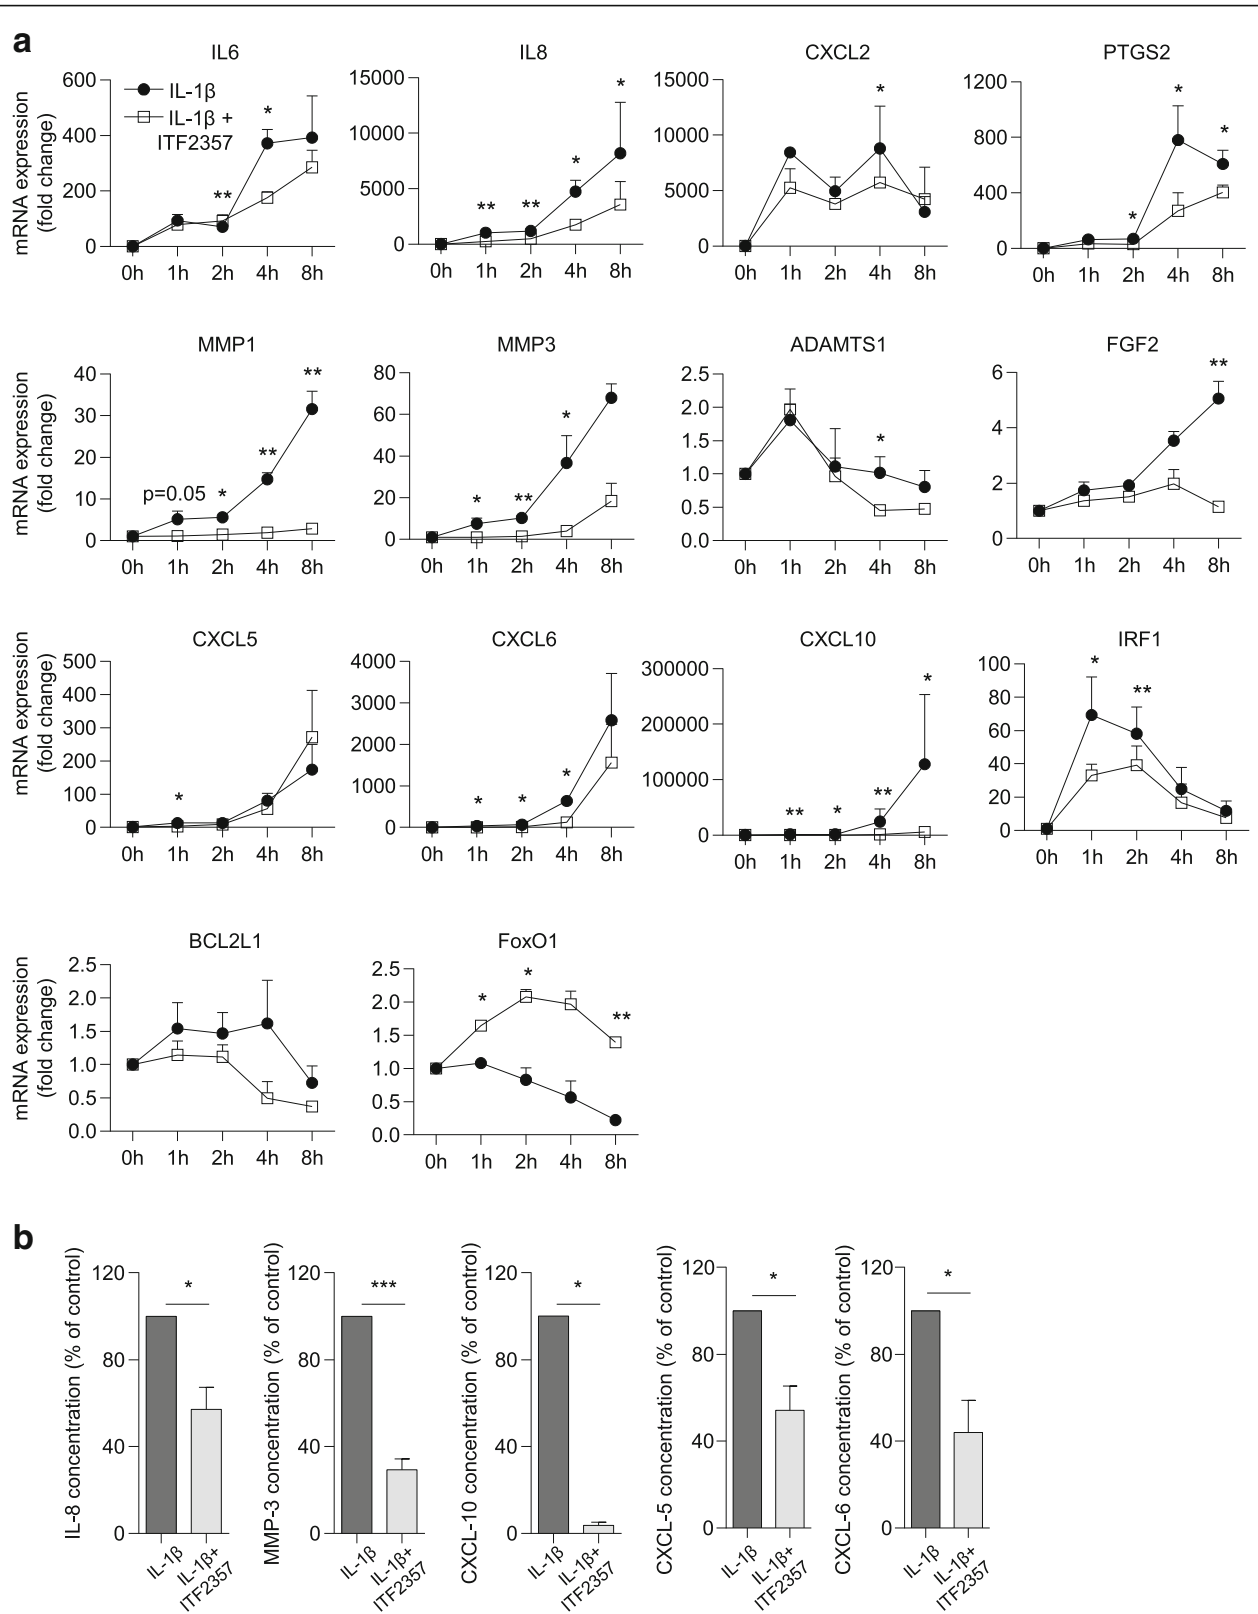 a
IL6
mRNA expression
(fold change)
600
400
200
0
IL-1β
IL-1β +
ITF2357
**
*
0h 1h 2h 4h 8h
IL8
15000
10000
5000
0
** ** * *
0h 1h 2h 4h 8h
CXCL2
15000
10000
5000
0
*
0h 1h 2h 4h 8h
PTGS2
1200
800
400
0
* * *
0h 1h 2h 4h 8h
MMP1
mRNA expression
(fold change)
40
30
20
10
0
p=0.05 * ** **
0h 1h 2h 4h 8h
MMP3
80
60
40
20
0
* ** *
0h 1h 2h 4h 8h
ADAMTS1
2.5
2.0
1.5
1.0
0.5
0.0
*
0h 1h 2h 4h 8h
FGF2
6
4
2
0
**
0h 1h 2h 4h 8h
CXCL5
mRNA expression
(fold change)
500
400
300
200
100
0
*
0h 1h 2h 4h 8h
CXCL6
4000
3000
2000
1000
0
* * *
0h 1h 2h 4h 8h
CXCL10
300000
200000
100000
0
** * ** *
0h 1h 2h 4h 8h
IRF1
100
80
60
40
20
0
* **
0h 1h 2h 4h 8h
BCL2L1
mRNA expression
(fold change)
2.5
2.0
1.5
1.0
0.5
0.0
0h 1h 2h 4h 8h
FoxO1
2.5
2.0
1.5
1.0
0.5
0.0
* * **
0h 1h 2h 4h 8h
b
IL-8 concentration (% of control)
120
80
40
0
*
IL-1β
IL-1β+
ITF2357
MMP-3 concentration (% of control)
120
80
40
0
***
IL-1β
IL-1β+
ITF2357
CXCL-10 concentration (% of control)
120
80
40
0
*
IL-1β
IL-1β+
ITF2357
CXCL-5 concentration (% of control)
120
80
40
0
*
IL-1β
IL-1β+
ITF2357
CXCL-6 concentration (% of control)
120
80
40
0
*
IL-1β
IL-1β+
ITF2357